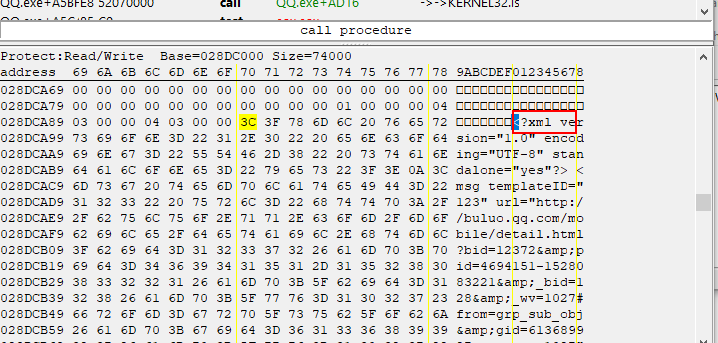 QQ.exe+A5BFE8 52070000 call QQ.exe+AD16 ->->KERNEL32.ls
call procedure
Protect:Read/Write Base=028DC000 Size=74000
address 69 6A 6B 6C 6D 6E 6F 70 71 72 73 74 75 76 77 78 9ABCDEF012345678
028DCA69 00 00 00 00 00 00 00 00 00 00 00 00 00 00 00 00
028DCA79 00 00 00 00 00 00 00 00 00 00 00 01 00 00 00 04
028DCA89 03 00 00 04 03 00 00 3C 3F 78 6D 6C 20 76 65 72 <?xml ver
028DCA99 73 69 6F 6E 3D 22 31 2E 30 22 20 65 6E 63 6F 64 sion="1.0" encod
028DCAA9 69 6E 67 3D 22 55 54 46 2D 38 22 20 73 74 61 6E ing="UTF-8" stan
028DCAB9 64 61 6C 6F 6E 65 3D 22 79 65 73 22 3F 3E 0A 3C dalone="yes"?> <
028DCAC9 6D 73 67 20 74 65 6D 70 6C 61 74 65 49 44 3D 22 msg templateID="
028DCAD9 31 32 33 22 20 75 72 6C 3D 22 68 74 74 70 3A 2F 123" url="http:/
028DCAE9 2F 62 75 6C 75 6F 2E 71 71 2E 63 6F 6D 2F 6D 6F /buluo.qq.com/mo
028DCAF9 62 69 6C 65 2F 64 65 74 61 69 6C 2E 68 74 6D 6C bile/detail.html
028DCB09 3F 62 69 64 3D 31 32 33 37 32 26 61 6D 70 3B 70 ?bid=12372&amp;p
028DCB19 69 64 3D 34 36 39 34 31 35 31 2D 31 35 32 38 30 id=4694151-15280
028DCB29 38 33 32 32 31 26 61 6D 70 3B 5F 62 69 64 3D 31 83221&amp;_bid=1
028DCB39 32 38 26 61 6D 70 3B 5F 77 76 3D 31 30 32 37 23 28&amp;_wv=1027#
028DCB49 66 72 6F 6D 3D 67 72 70 5F 73 75 62 5F 6F 62 6A from=grp_sub_obj
028DCB59 26 61 6D 70 3B 67 69 64 3D 36 31 33 36 38 39 39 &amp;gid=6136899